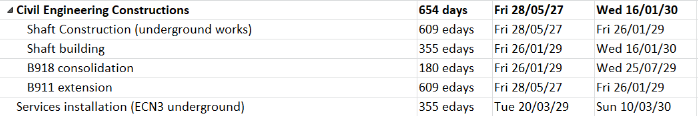 Civil Engineering Constructions 654 days Fri 28/05/27 Wed 16/01/30
Shaft Construction (underground works) 609 edays Fri 28/05/27 Fri 26/01/29
Shaft building 355 edays Fri 26/01/29 Wed 16/01/30
B918 consolidation 180 edays Fri 26/01/29 Wed 25/07/29
B911 extension 609 edays Fri 28/05/27 Fri 26/01/29
Services installation (ECN3 underground) 355 edays Tue 20/03/29 Sun 10/03/30